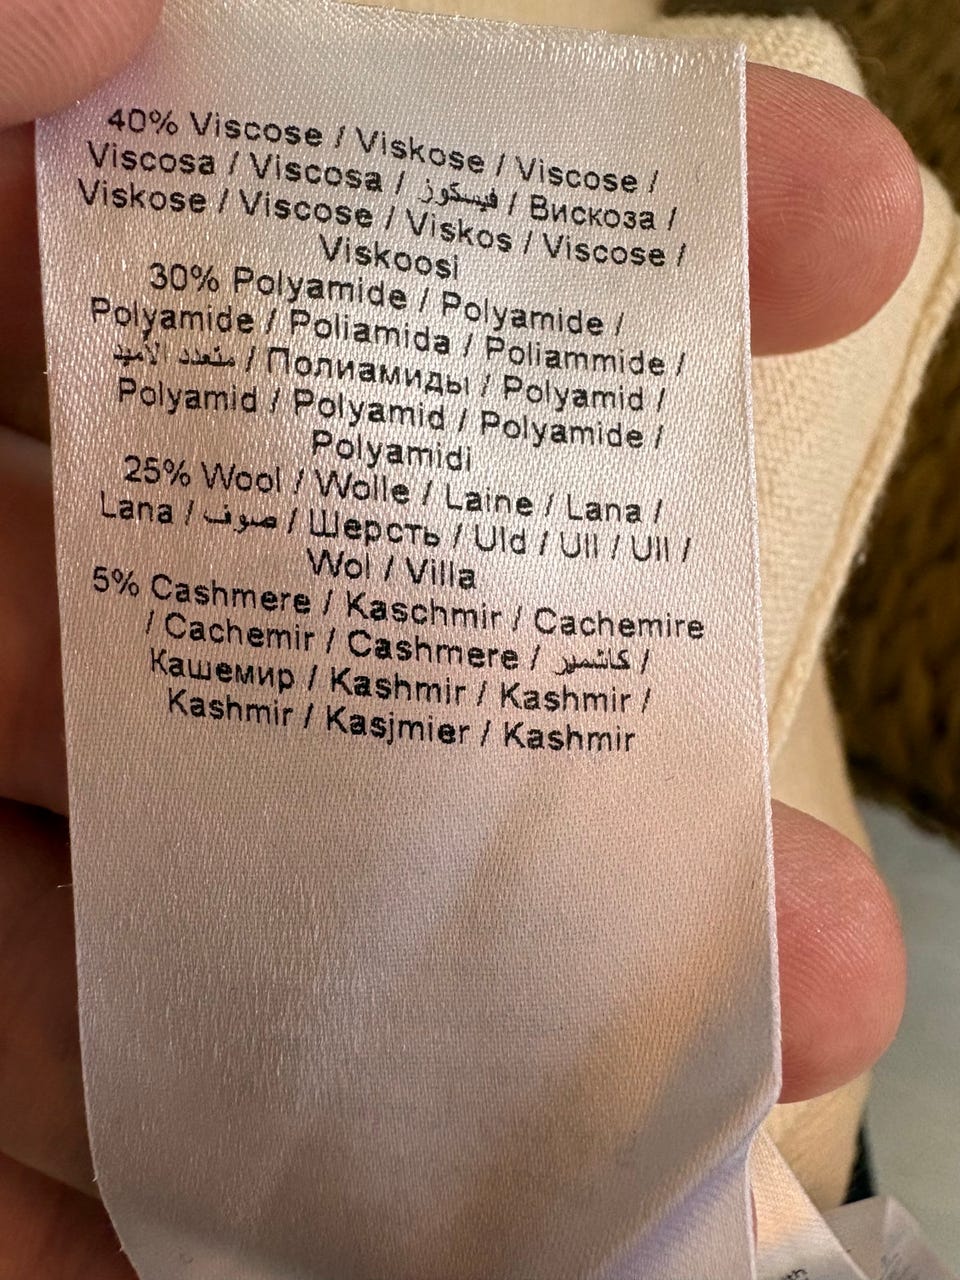 40% Viscose / Viskose / Viscose /
Viscosa / Viscosa / فيسكوز / Вискоза /
Viskose / Viscose / Viskos / Viscose /
Viskoosi
30% Polyamide / Polyamide /
Polyamide / Poliamida / Poliammide /
متعدد الأميد / Полиамиды / Polyamid /
Polyamid / Polyamid / Polyamide /
Polyamidi
25% Wool / Wolle / Laine / Lana /
Lana / صوف / Шерсть / Uld / Ull / Ull /
Wol / Villa
5% Cashmere / Kaschmir / Cachemire
/ Cachemir / Cashmere / كاشمير /
Кашемир / Kashmir / Kashmir /
Kashmir / Kasjmier / Kashmir